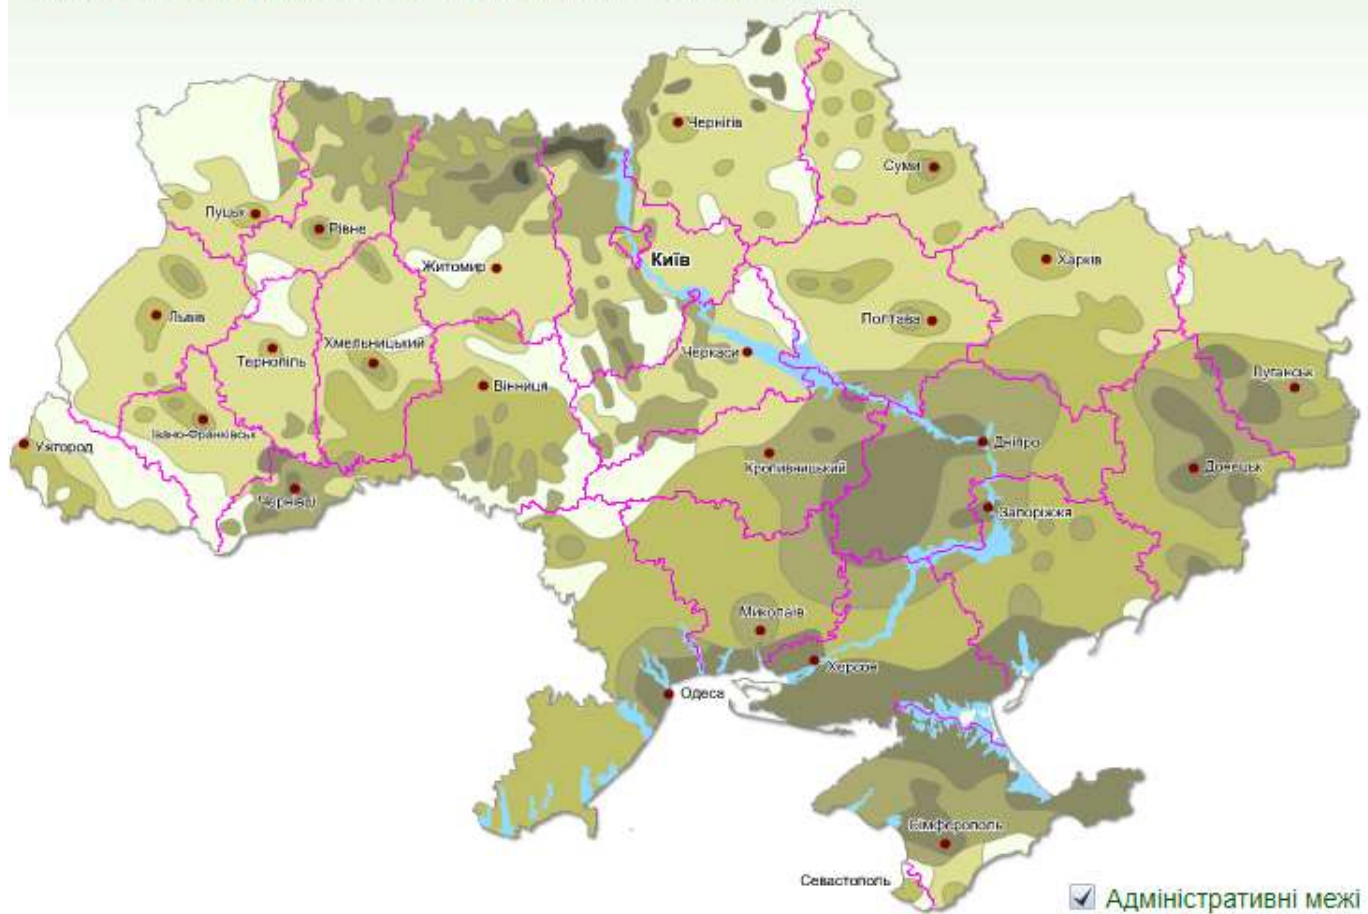 Чернігів
Суми
Луцьк
Рівне
Київ
Житомир
Харків
Львів
Полтава
Хмельницький
Тернопіль
Черкаси
Вінниця
Луганськ
Івано-Франківськ
Ужгород
Дніпро
Кропивницький
Донецьк
Чернівці
Запоріжжя
Миколаїв
Херсон
Одеса
Сімферополь
Севастополь
Адміністративні межі